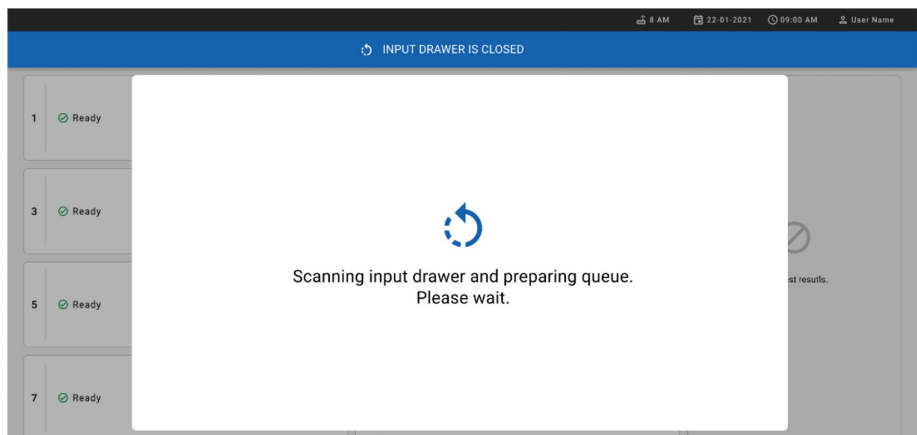 8 AM 22-01-2021 09:00 AM User Name
INPUT DRAWER IS CLOSED
1 Ready
3 Ready
Scanning input drawer and preparing queue.
Please wait.
5 Ready
7 Ready
resutls.